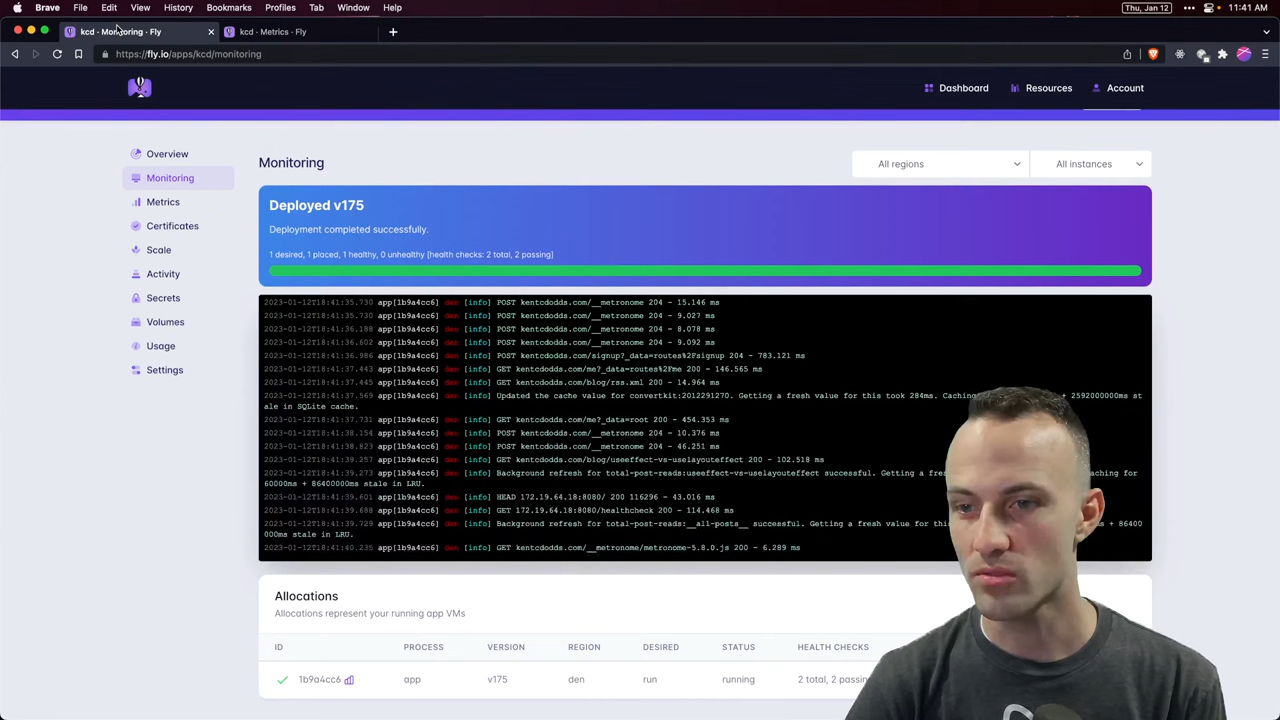 Brave File Edit View History Bookmarks Profiles Tab Window Help Thu, Jan 12 11:41 AM
kcd · Monitoring · Fly kcd · Metrics · Fly
https://fly.io/apps/kcd/monitoring
Dashboard Resources Account
Overview
Monitoring
Metrics
Certificates
Scale
Activity
Secrets
Volumes
Usage
Settings
Monitoring All regions All instances
Deployed v175
Deployment completed successfully.
1 desired, 1 placed, 1 healthy, 0 unhealthy [health checks: 2 total, 2 passing]
2023-01-12T18:41:35.730 app[1b9a4cc6] den [info] POST kentcdodds.com/__metronome 204 - 15.146 ms
2023-01-12T18:41:35.730 app[1b9a4cc6] den [info] POST kentcdodds.com/__metronome 204 - 9.027 ms
2023-01-12T18:41:36.188 app[1b9a4cc6] den [info] POST kentcdodds.com/__metronome 204 - 8.078 ms
2023-01-12T18:41:36.602 app[1b9a4cc6] den [info] POST kentcdodds.com/__metronome 204 - 9.092 ms
2023-01-12T18:41:36.986 app[1b9a4cc6] den [info] POST kentcdodds.com/signup?_data=routes%2Fsignup 204 - 783.121 ms
2023-01-12T18:41:37.443 app[1b9a4cc6] den [info] GET kentcdodds.com/me?_data=routes%2Fme 200 - 146.565 ms
2023-01-12T18:41:37.445 app[1b9a4cc6] den [info] GET kentcdodds.com/blog/rss.xml 200 - 14.964 ms
2023-01-12T18:41:37.569 app[1b9a4cc6] den [info] Updated the cache value for convertkit:2012291270. Getting a fresh value for this took 284ms. Caching + 2592000000ms st
ale in SQLite cache.
2023-01-12T18:41:37.731 app[1b9a4cc6] den [info] GET kentcdodds.com/me?_data=root 200 - 454.353 ms
2023-01-12T18:41:38.154 app[1b9a4cc6] den [info] POST kentcdodds.com/__metronome 204 - 10.376 ms
2023-01-12T18:41:38.823 app[1b9a4cc6] den [info] POST kentcdodds.com/__metronome 204 - 46.251 ms
2023-01-12T18:41:39.257 app[1b9a4cc6] den [info] GET kentcdodds.com/blog/useeffect-vs-uselayouteffect 200 - 102.518 ms
2023-01-12T18:41:39.273 app[1b9a4cc6] den [info] Background refresh for total-post-reads:useeffect-vs-uselayouteffect successful. Getting a for
60000ms + 86400000ms stale in LRU.
2023-01-12T18:41:39.601 app[1b9a4cc6] den [info] HEAD 172.19.64.18:8080/ 200 116296 - 43.016 ms
2023-01-12T18:41:39.688 app[1b9a4cc6] den [info] GET 172.19.64.18:8080/healthcheck 200 - 114.468 ms
2023-01-12T18:41:39.729 app[1b9a4cc6] den [info] Background refresh for total-post-reads:__all-posts__ successful. Getting a fresh value for + 86400
000ms stale in LRU.
2023-01-12T18:41:40.235 app[1b9a4cc6] den [info] GET kentcdodds.com/__metronome/metronome-5.8.0.js 200 - 6.289 ms
Allocations
Allocations represent your running app VMs
ID PROCESS VERSION REGION DESIRED STATUS HEALTH CHECKS
1b9a4cc6 app v175 den run running 2 total, 2